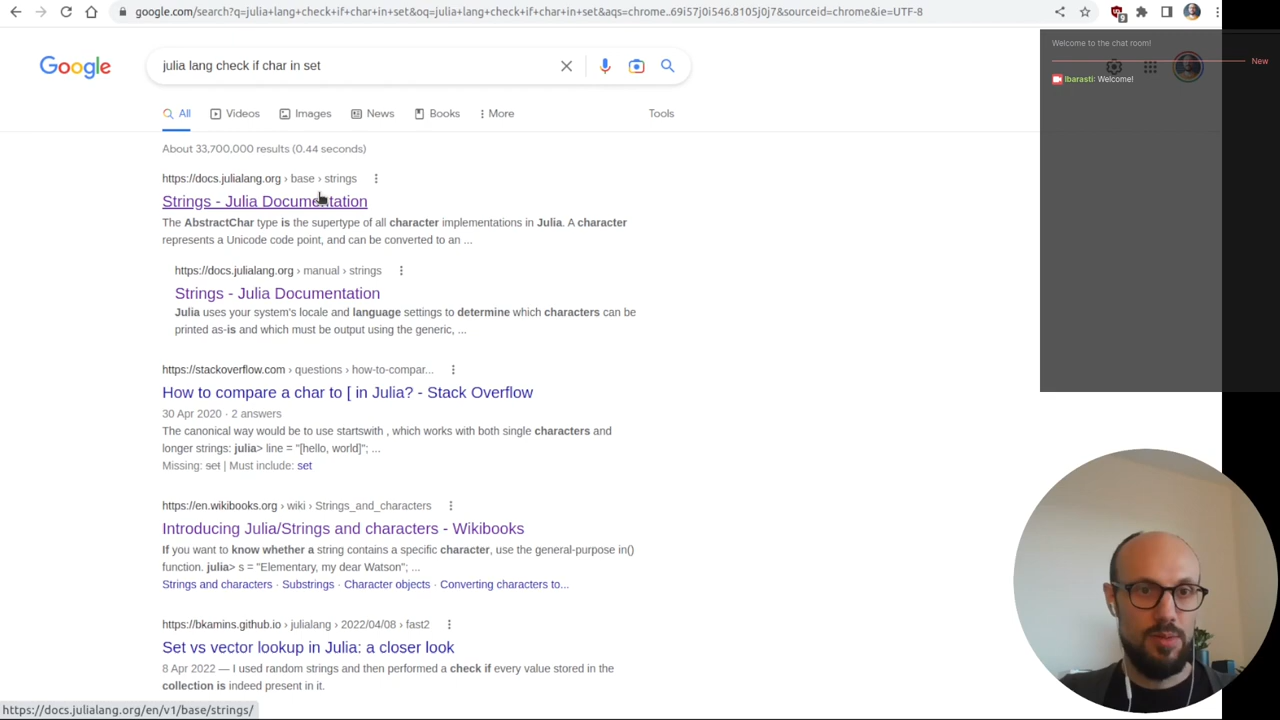 google.com/search?q=julia+lang+check+if+char+in+set&oq=julia+lang+check+if+char+in+set&aqs=chrome..69i57j0i546.8105j0j7&sourceid=chrome&ie=UTF-8
9
Welcome to the chat room!
New
lbarasti: Welcome!
Google
julia lang check if char in set
All
Videos
Images
News
Books
More
Tools
About 33,700,000 results (0.44 seconds)
https://docs.julialang.org › base › strings
Strings - Julia Documentation
The AbstractChar type is the supertype of all character implementations in Julia. A character
represents a Unicode code point, and can be converted to an ...
https://docs.julialang.org › manual › strings
Strings - Julia Documentation
Julia uses your system's locale and language settings to determine which characters can be
printed as-is and which must be output using the generic, ...
https://stackoverflow.com › questions › how-to-compar...
How to compare a char to [ in Julia? - Stack Overflow
30 Apr 2020 · 2 answers
The canonical way would be to use startswith , which works with both single characters and
longer strings: julia> line = "[hello, world]"; ...
Missing: set | Must include: set
https://en.wikibooks.org › wiki › Strings_and_characters
Introducing Julia/Strings and characters - Wikibooks
If you want to know whether a string contains a specific character, use the general-purpose in()
function. julia> s = "Elementary, my dear Watson"; ...
Strings and characters · Substrings · Character objects · Converting characters to...
https://bkamins.github.io › julialang › 2022/04/08 › fast2
Set vs vector lookup in Julia: a closer look
8 Apr 2022 — I used random strings and then performed a check if every value stored in the
collection is indeed present in it.
https://docs.julialang.org/en/v1/base/strings/